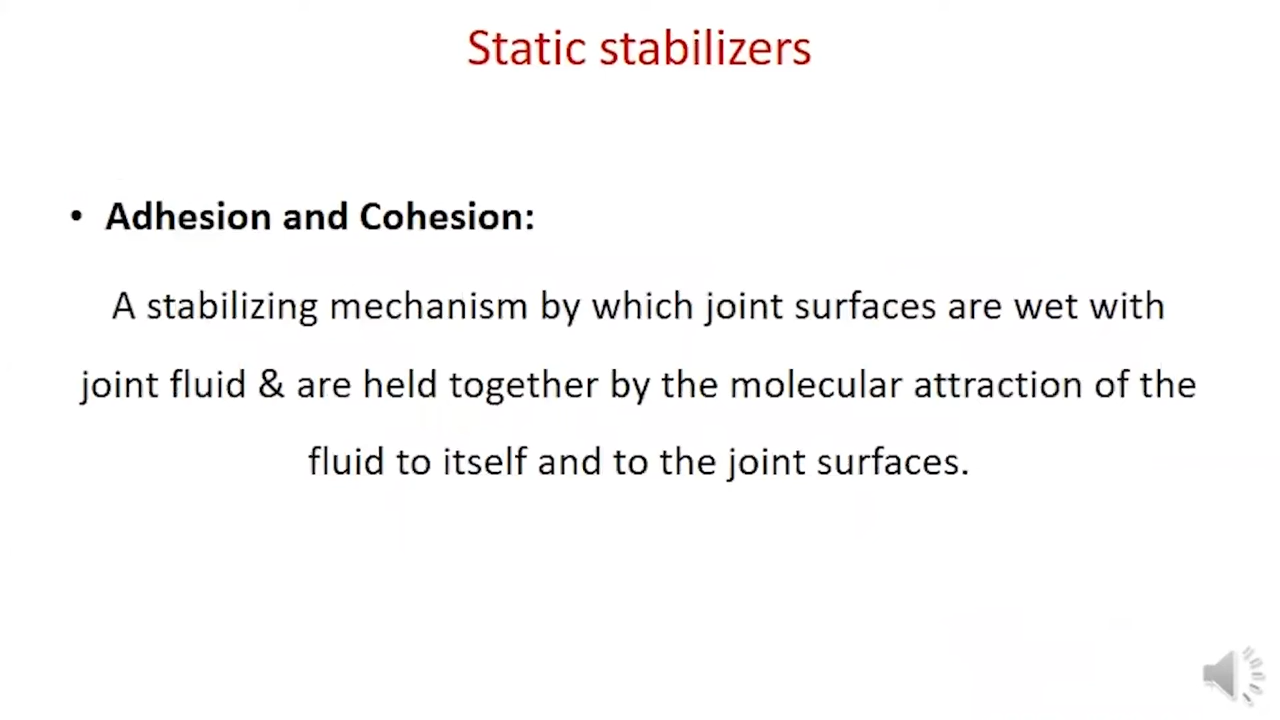 Static stabilizers
• Adhesion and Cohesion:
A stabilizing mechanism by which joint surfaces are wet with
joint fluid & are held together by the molecular attraction of the
fluid to itself and to the joint surfaces.